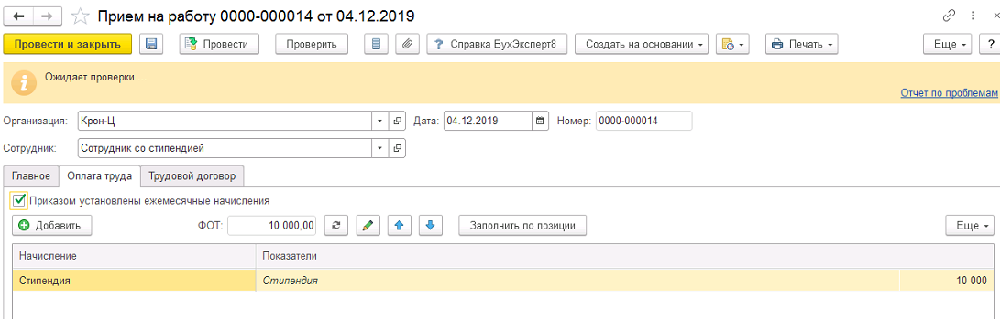 Прием на работу 0000-000014 от 04.12.2019
Провести и закрыть Провести Проверить ? Справка БухЭксперт8 Создать на основании Печать Еще ?
Ожидает проверки ...
Отчет по проблемам
Организация: Крон-Ц Дата: 04.12.2019 Номер: 0000-000014
Сотрудник: Сотрудник со стипендией
Главное Оплата труда Трудовой договор
Приказом установлены ежемесячные начисления
Добавить ФОТ: 10 000,00 Заполнить по позиции Еще
Начисление Показатели
Стипендия Стипендия 10 000